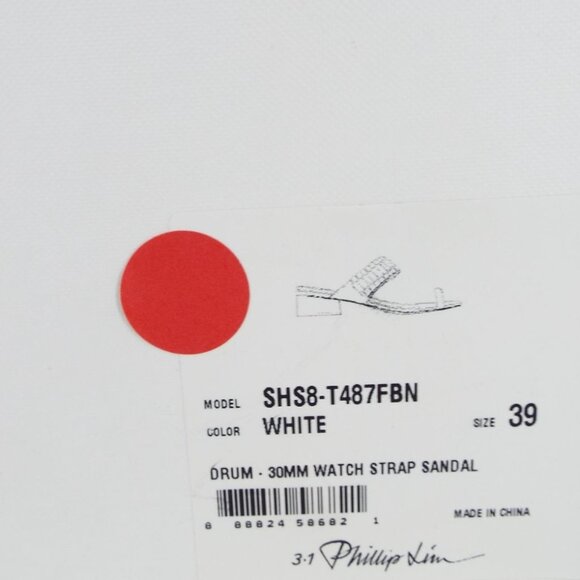 MODEL SHS8-T487FBN
COLOR WHITE SIZE 39
DRUM - 30MM WATCH STRAP SANDAL
8 88824 58682 1
MADE IN CHINA
3.1 Phillip Lim